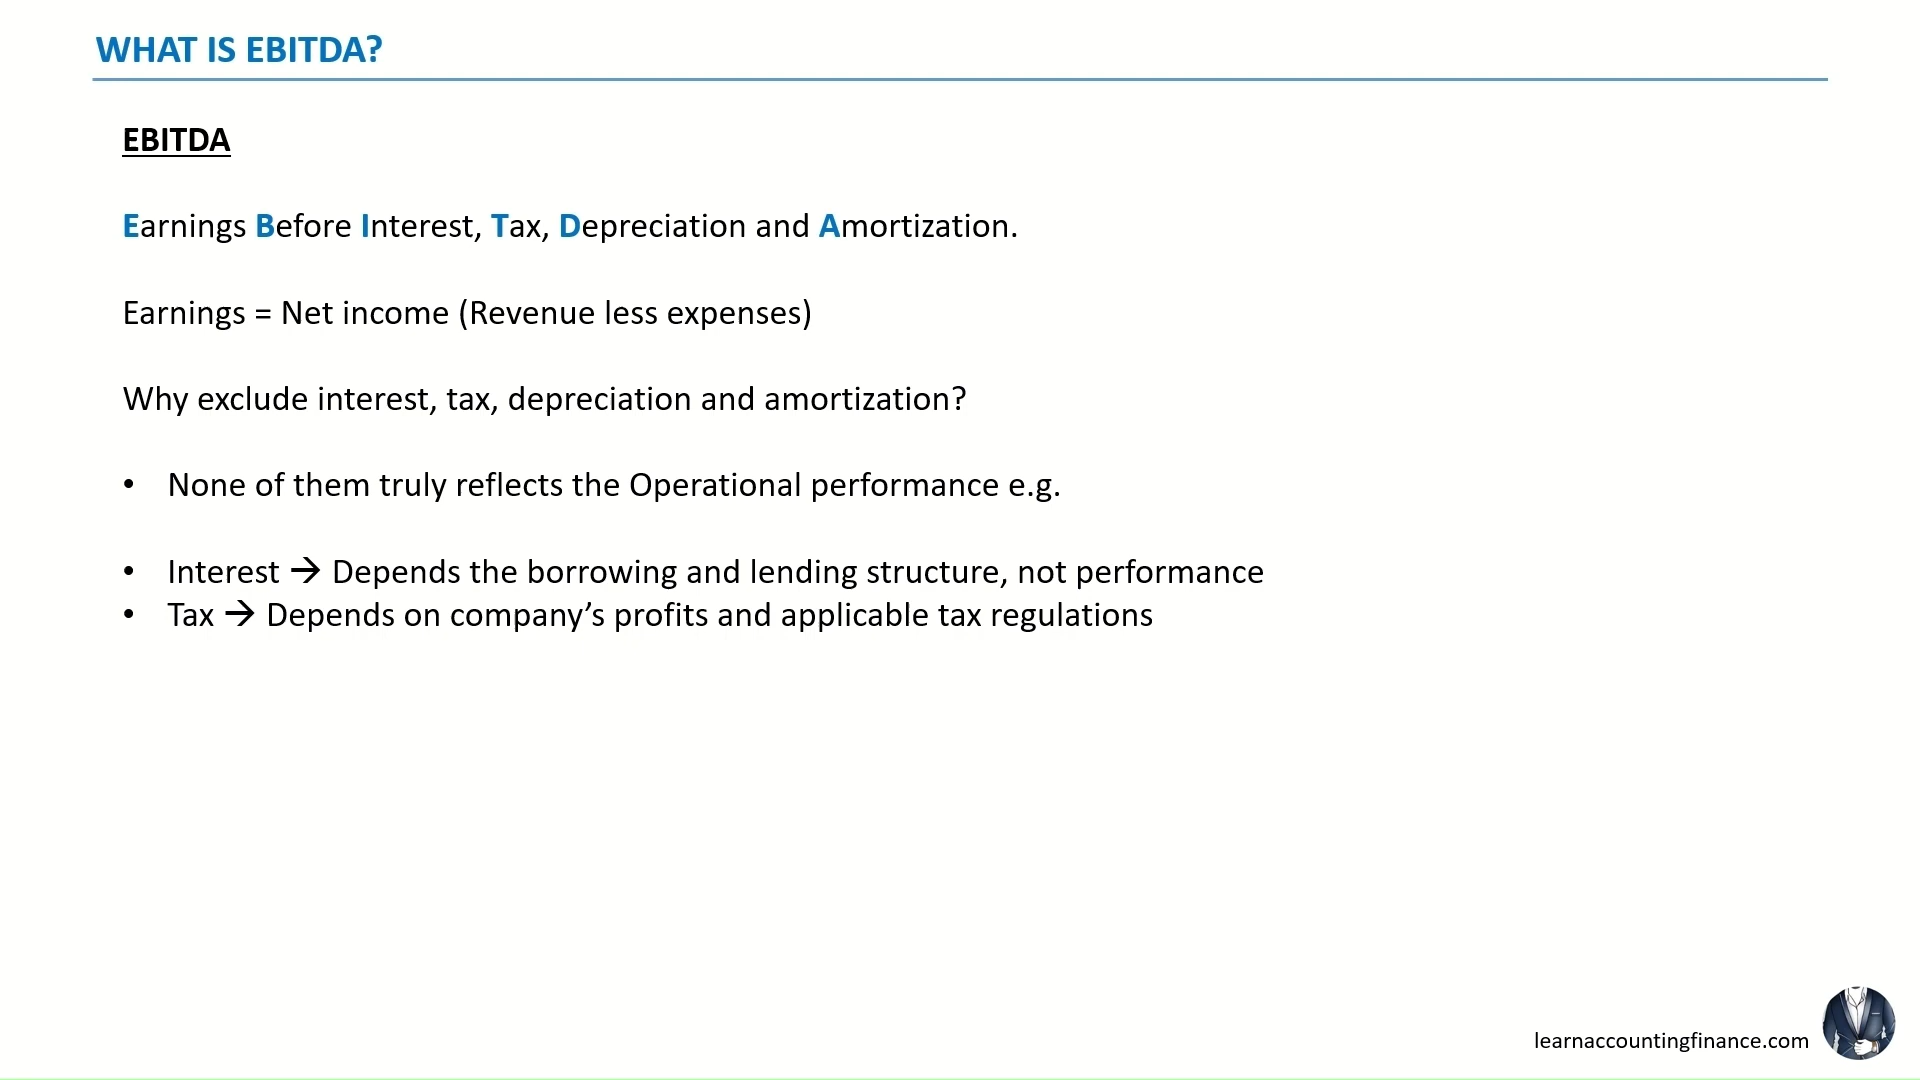 WHAT IS EBITDA?
EBITDA
Earnings Before Interest, Tax, Depreciation and Amortization.
Earnings = Net income (Revenue less expenses)
Why exclude interest, tax, depreciation and amortization?
• None of them truly reflects the Operational performance e.g.
• Interest → Depends the borrowing and lending structure, not performance
• Tax → Depends on company’s profits and applicable tax regulations
learnaccountingfinance.com